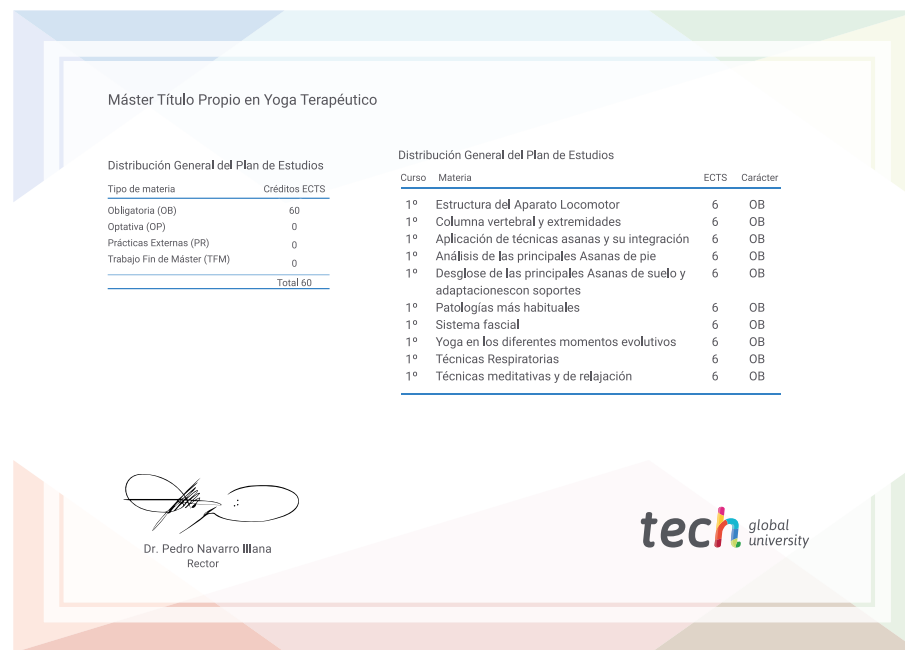 Máster Título Propio en Yoga Terapéutico
Distribución General del Plan de Estudios
Tipo de materia Créditos ECTS
Obligatoria (OB) 60
Optativa (OP) 0
Prácticas Externas (PR) 0
Trabajo Fin de Máster (TFM) 0
Total 60
Distribución General del Plan de Estudios
Curso Materia ECTS Carácter
1º Estructura del Aparato Locomotor 6 OB
1º Columna vertebral y extremidades 6 OB
1º Aplicación de técnicas asanas y su integración 6 OB
1º Análisis de las principales Asanas de pie 6 OB
1º Desglose de las principales Asanas de suelo y 6 OB
adaptacionescon soportes
1º Patologías más habituales 6 OB
1º Sistema fascial 6 OB
1º Yoga en los diferentes momentos evolutivos 6 OB
1º Técnicas Respiratorias 6 OB
1º Técnicas meditativas y de relajación 6 OB
Dr. Pedro Navarro Illana
Rector
tech global
university